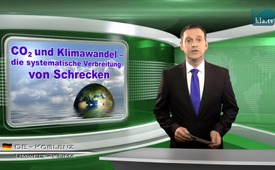 CO₂ und Klimawandel –
die systematische Verbreitung
von Schrecken
kla.tv
DE - KOBLENZ